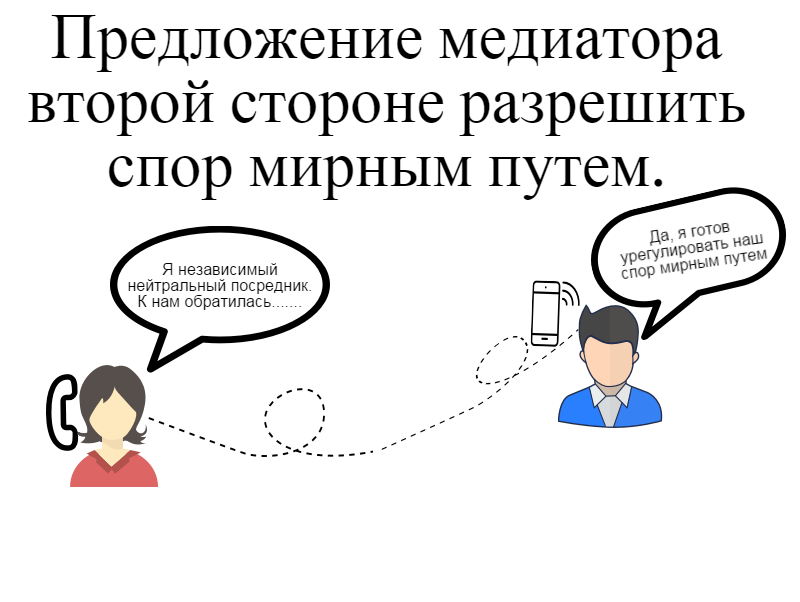 Предложение медиатора
второй стороне разрешить
спор мирным путем.
Я независимый
нейтральный посредник.
К нам обратилась.......
Да, я готов
урегулировать наш
спор мирным путем